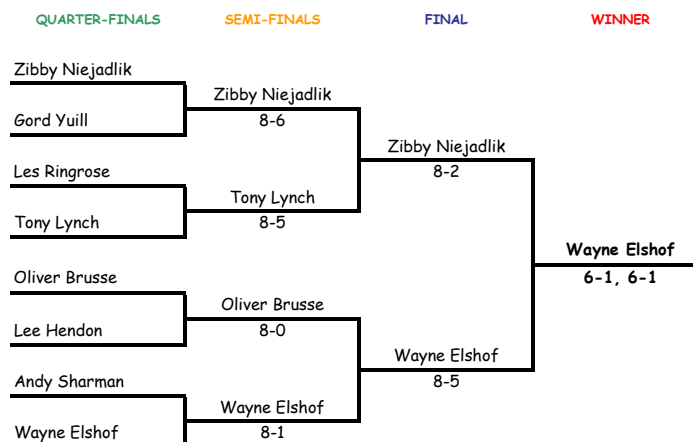 QUARTER-FINALS SEMI-FINALS FINAL WINNER
Zibby Niejadlik
Zibby Niejadlik
Gord Yuill
8-6
Zibby Niejadlik
Les Ringrose
8-2
Tony Lynch
Tony Lynch
8-5
Wayne Elshof
Oliver Brusse
6-1, 6-1
Oliver Brusse
Lee Hendon
8-0
Wayne Elshof
Andy Sharman
8-5
Wayne Elshof
Wayne Elshof
8-1